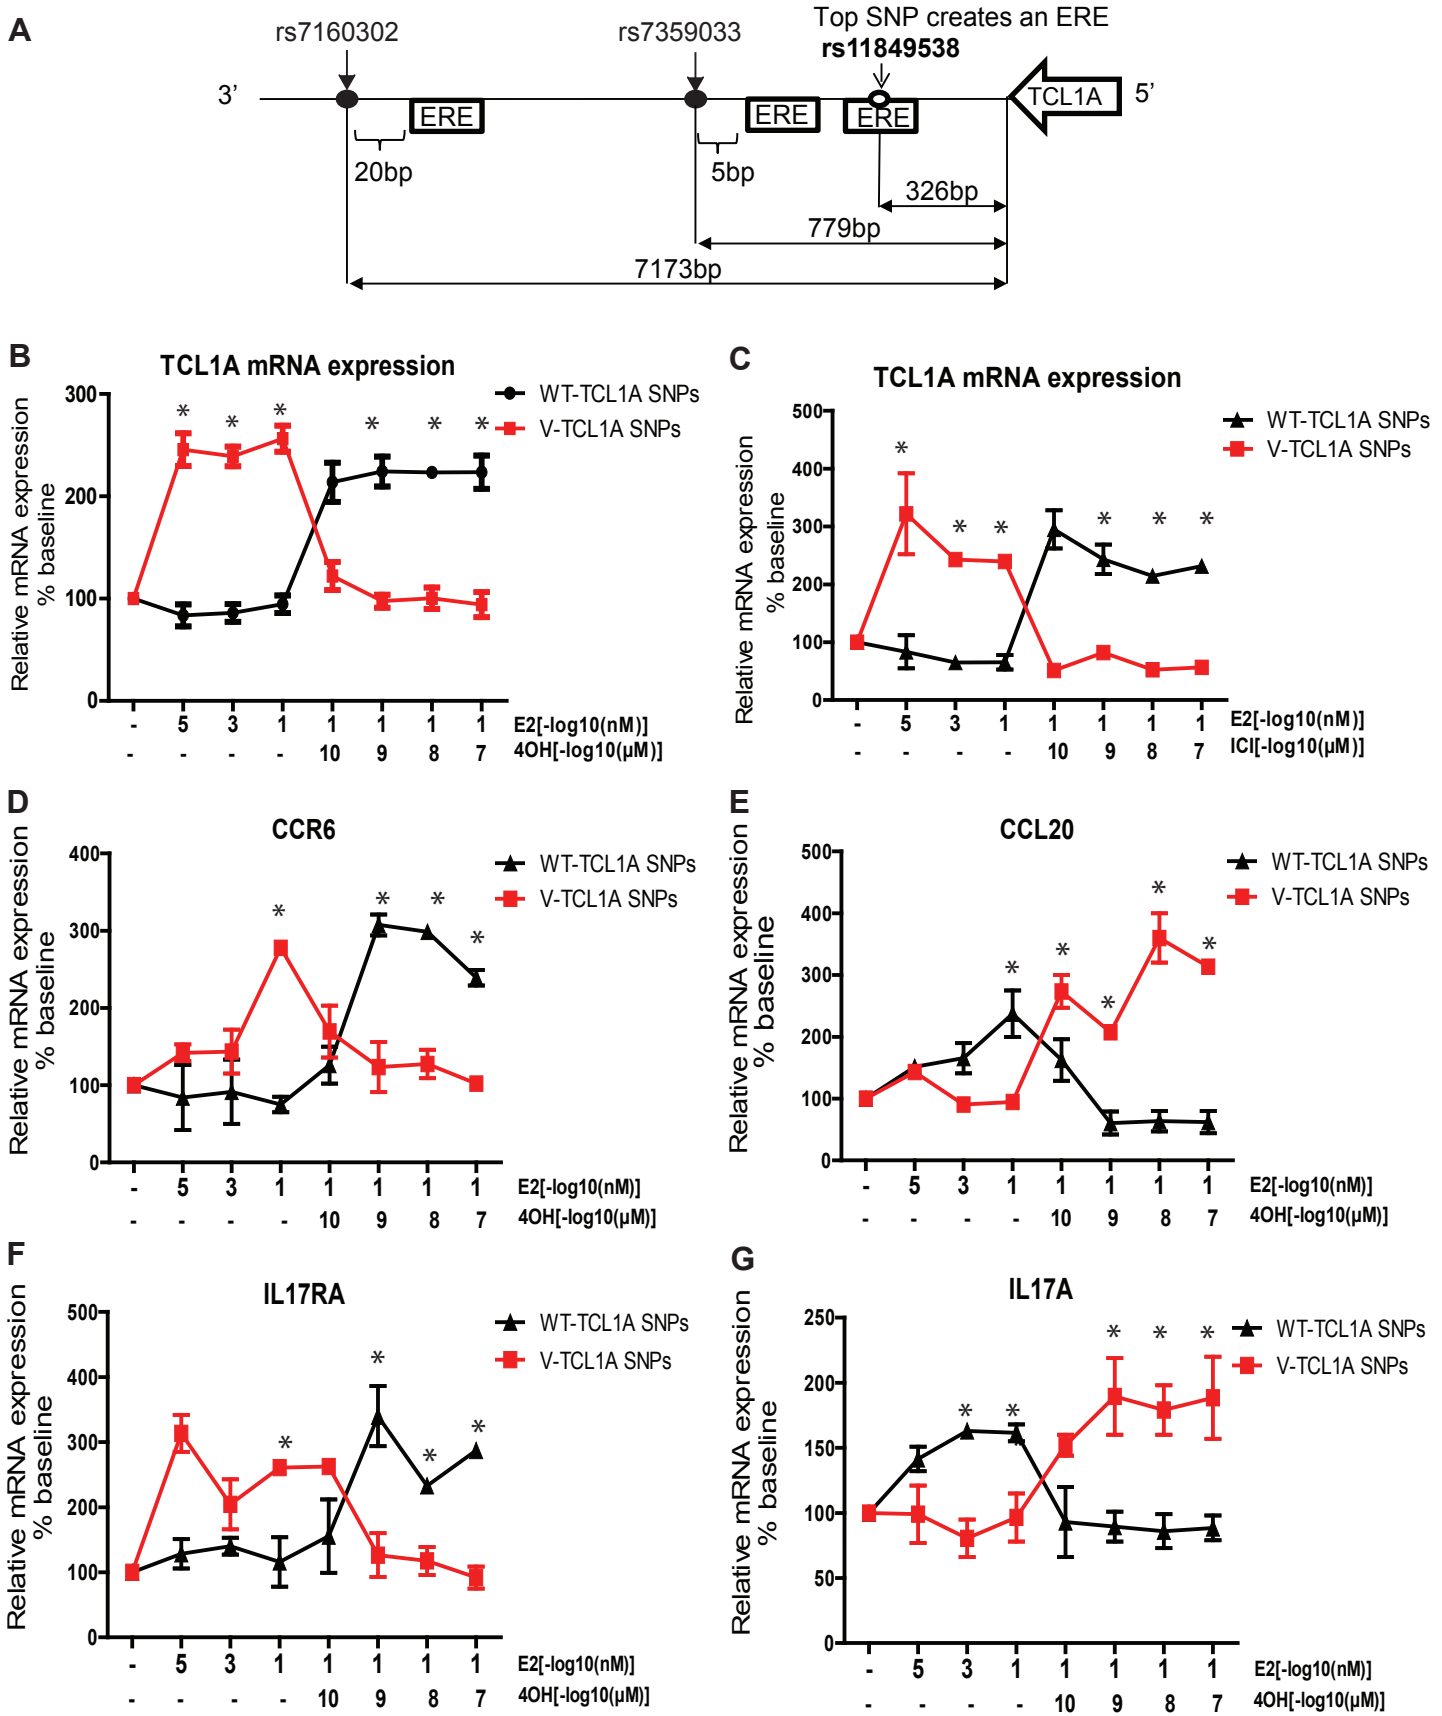 A
Top SNP creates an ERE
rs7160302
rs7359033
rs11849538
3'
ERE
ERE
ERE
TCL1A
5'
20bp
5bp
326bp
779bp
7173bp
B
TCL1A mRNA expression
WT-TCL1A SNPs
V-TCL1A SNPs
Relative mRNA expression
% baseline
300
200
100
0
* * * * * *
- 5 3 1 1 1 1 1 E2[-log10(nM)]
- - - - 10 9 8 7 4OH[-log10(µM)]
C
TCL1A mRNA expression
WT-TCL1A SNPs
V-TCL1A SNPs
Relative mRNA expression
% baseline
500
400
300
200
100
0
* * * * * *
- 5 3 1 1 1 1 1 E2[-log10(nM)]
- - - - 10 9 8 7 ICI[-log10(µM)]
D
CCR6
WT-TCL1A SNPs
V-TCL1A SNPs
Relative mRNA expression
% baseline
400
300
200
100
0
* * * *
- 5 3 1 1 1 1 1 E2[-log10(nM)]
- - - - 10 9 8 7 4OH[-log10(µM)]
E
CCL20
WT-TCL1A SNPs
V-TCL1A SNPs
Relative mRNA expression
% baseline
500
400
300
200
100
0
* * * * *
- 5 3 1 1 1 1 1 E2[-log10(nM)]
- - - - 10 9 8 7 4OH[-log10(µM)]
F
IL17RA
WT-TCL1A SNPs
V-TCL1A SNPs
Relative mRNA expression
% baseline
500
400
300
200
100
0
* * * *
- 5 3 1 1 1 1 1 E2[-log10(nM)]
- - - - 10 9 8 7 4OH[-log10(µM)]
G
IL17A
WT-TCL1A SNPs
V-TCL1A SNPs
Relative mRNA expression
% baseline
250
200
150
100
50
0
* * * * *
- 5 3 1 1 1 1 1 E2[-log10(nM)]
- - - - 10 9 8 7 4OH[-log10(µM)]